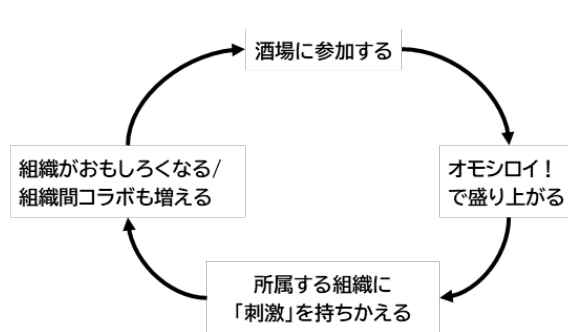 酒場に参加する
オモシロイ！
で盛り上がる
所属する組織に
「刺激」を持ちかえる
組織がおもしろくなる/
組織間コラボも増える